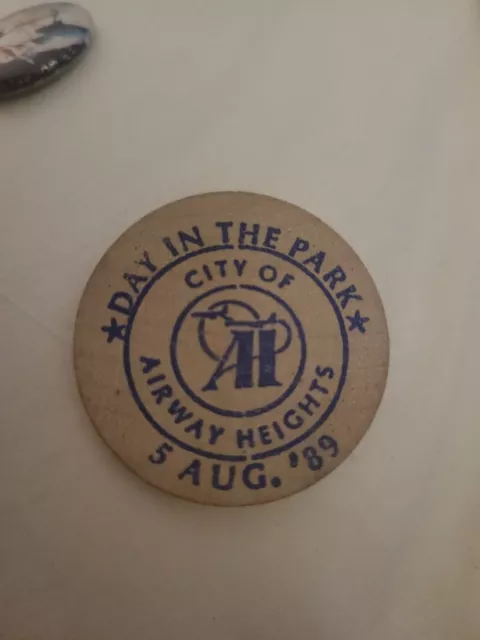 ★ DAY IN THE PARK ★
CITY OF
AH
AIRWAY HEIGHTS
5 AUG. '89